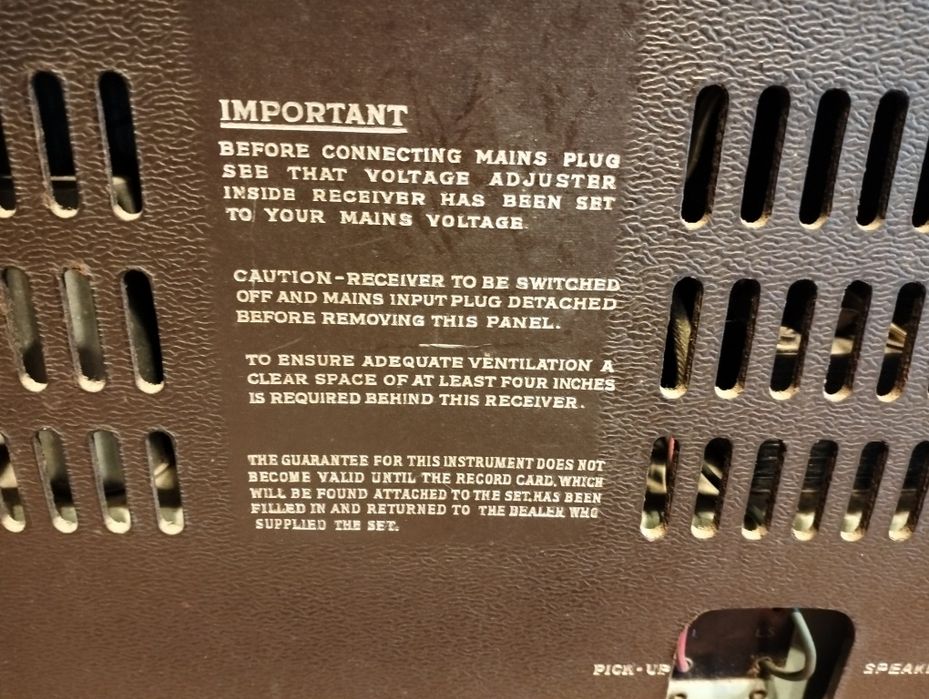 IMPORTANT
BEFORE CONNECTING MAINS PLUG
SEE THAT VOLTAGE ADJUSTER
INSIDE RECEIVER HAS BEEN SET
TO YOUR MAINS VOLTAGE.
CAUTION-RECEIVER TO BE SWITCHED
OFF AND MAINS INPUT PLUG DETACHED
BEFORE REMOVING THIS PANEL.
TO ENSURE ADEQUATE VENTILATION A
CLEAR SPACE OF AT LEAST FOUR INCHES
IS REQUIRED BEHIND THIS RECEIVER.
THE GUARANTEE FOR THIS INSTRUMENT DOES NOT
BECOME VALID UNTIL THE RECORD CARD, WHICH
WILL BE FOUND ATTACHED TO THE SET, HAS BEEN
FILLED IN AND RETURNED TO THE DEALER WHO
SUPPLIED THE SET.
L.S
PICK-UP SPEAK